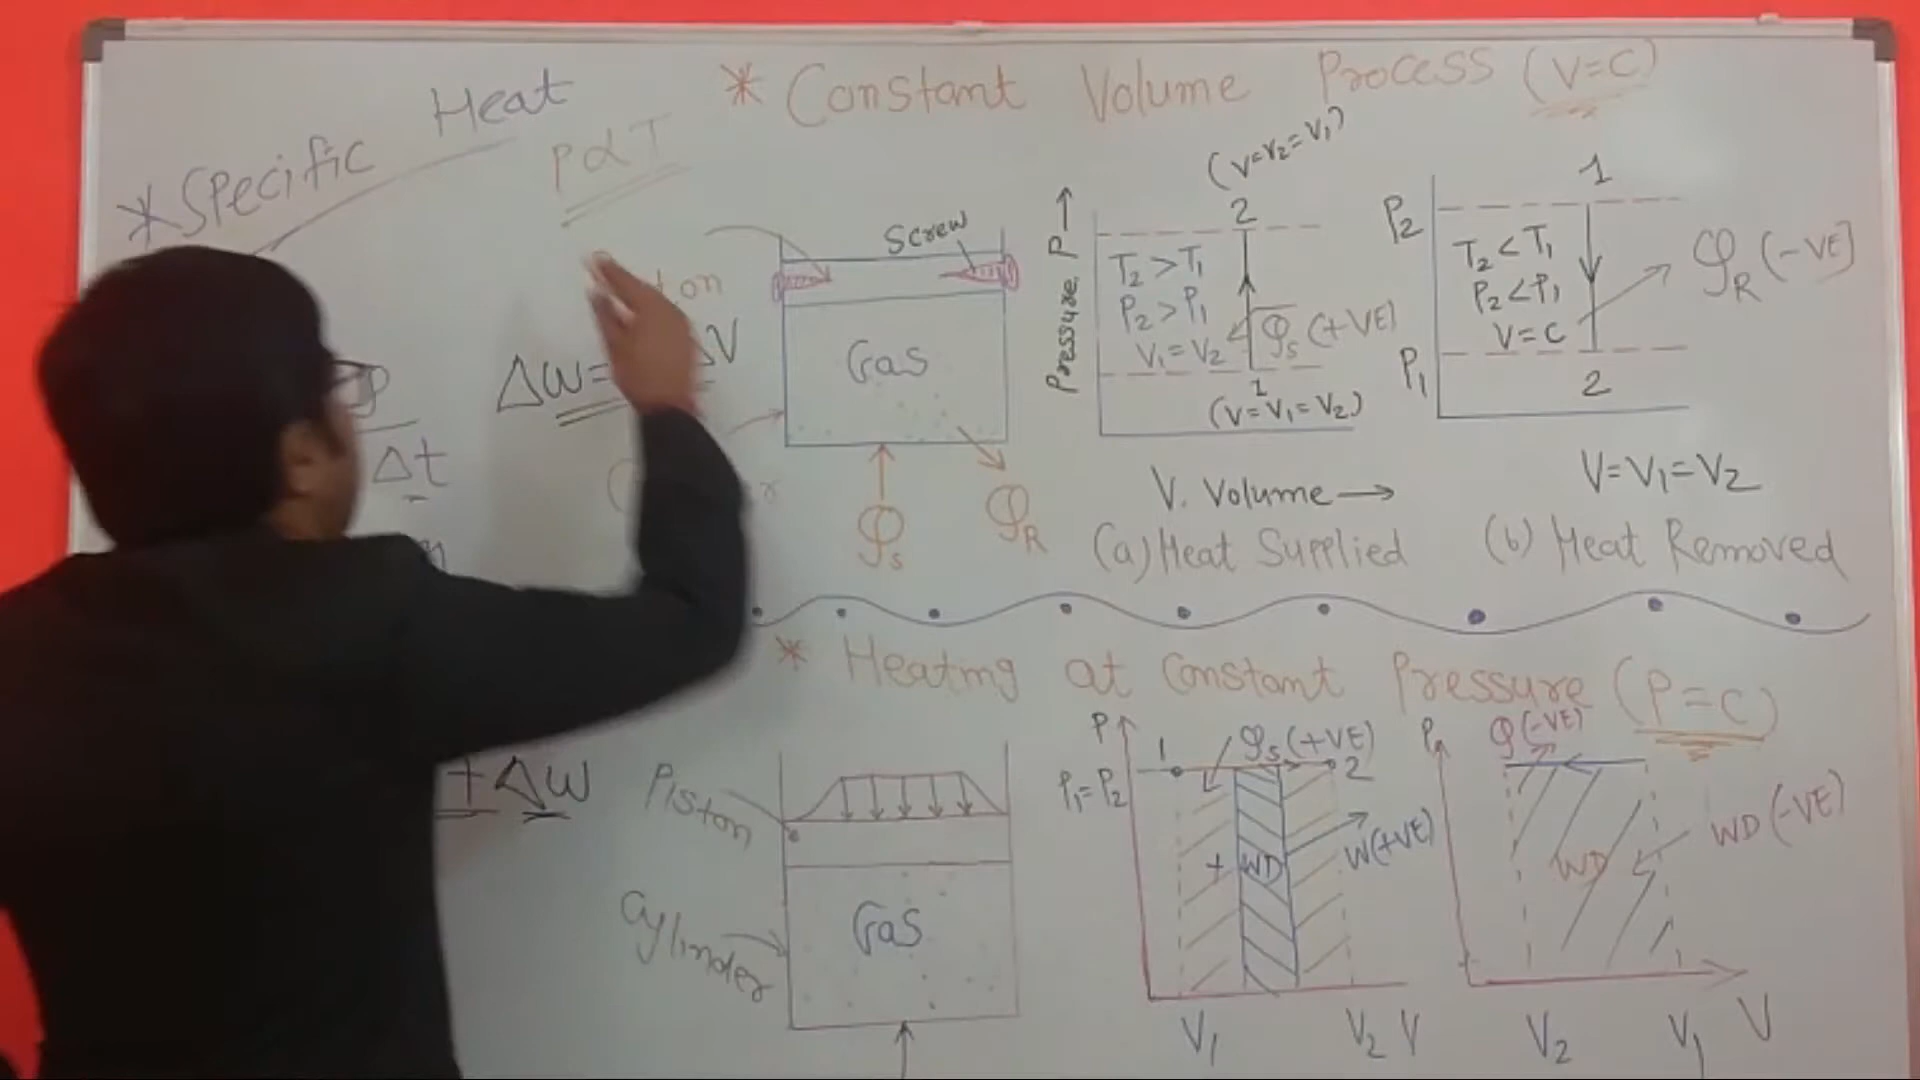 * Specific Heat
P∝T
Δt
ΔW=
ΔV
+ΔW
* Constant Volume Process (V=C)
Screw
Gas
Qs
QR
Pressure, P →
(V=V2=V1)
2
T2 > T1
P2 > P1
V1 = V2
Qs (+VE)
1
(V=V1=V2)
V. Volume →
(a) Heat Supplied
P2
P1
1
T2 < T1
P2 < P1
V = C
QR (-VE)
2
V=V1=V2
(b) Heat Removed
* Heating at Constant Pressure (P=C)
Piston
Cylinder
Gas
P
P1=P2
1
Qs (+VE)
2
+ WD
W(+VE)
V1
V2 V
Q(-VE)
WD
WD (-VE)
V2
V1
V